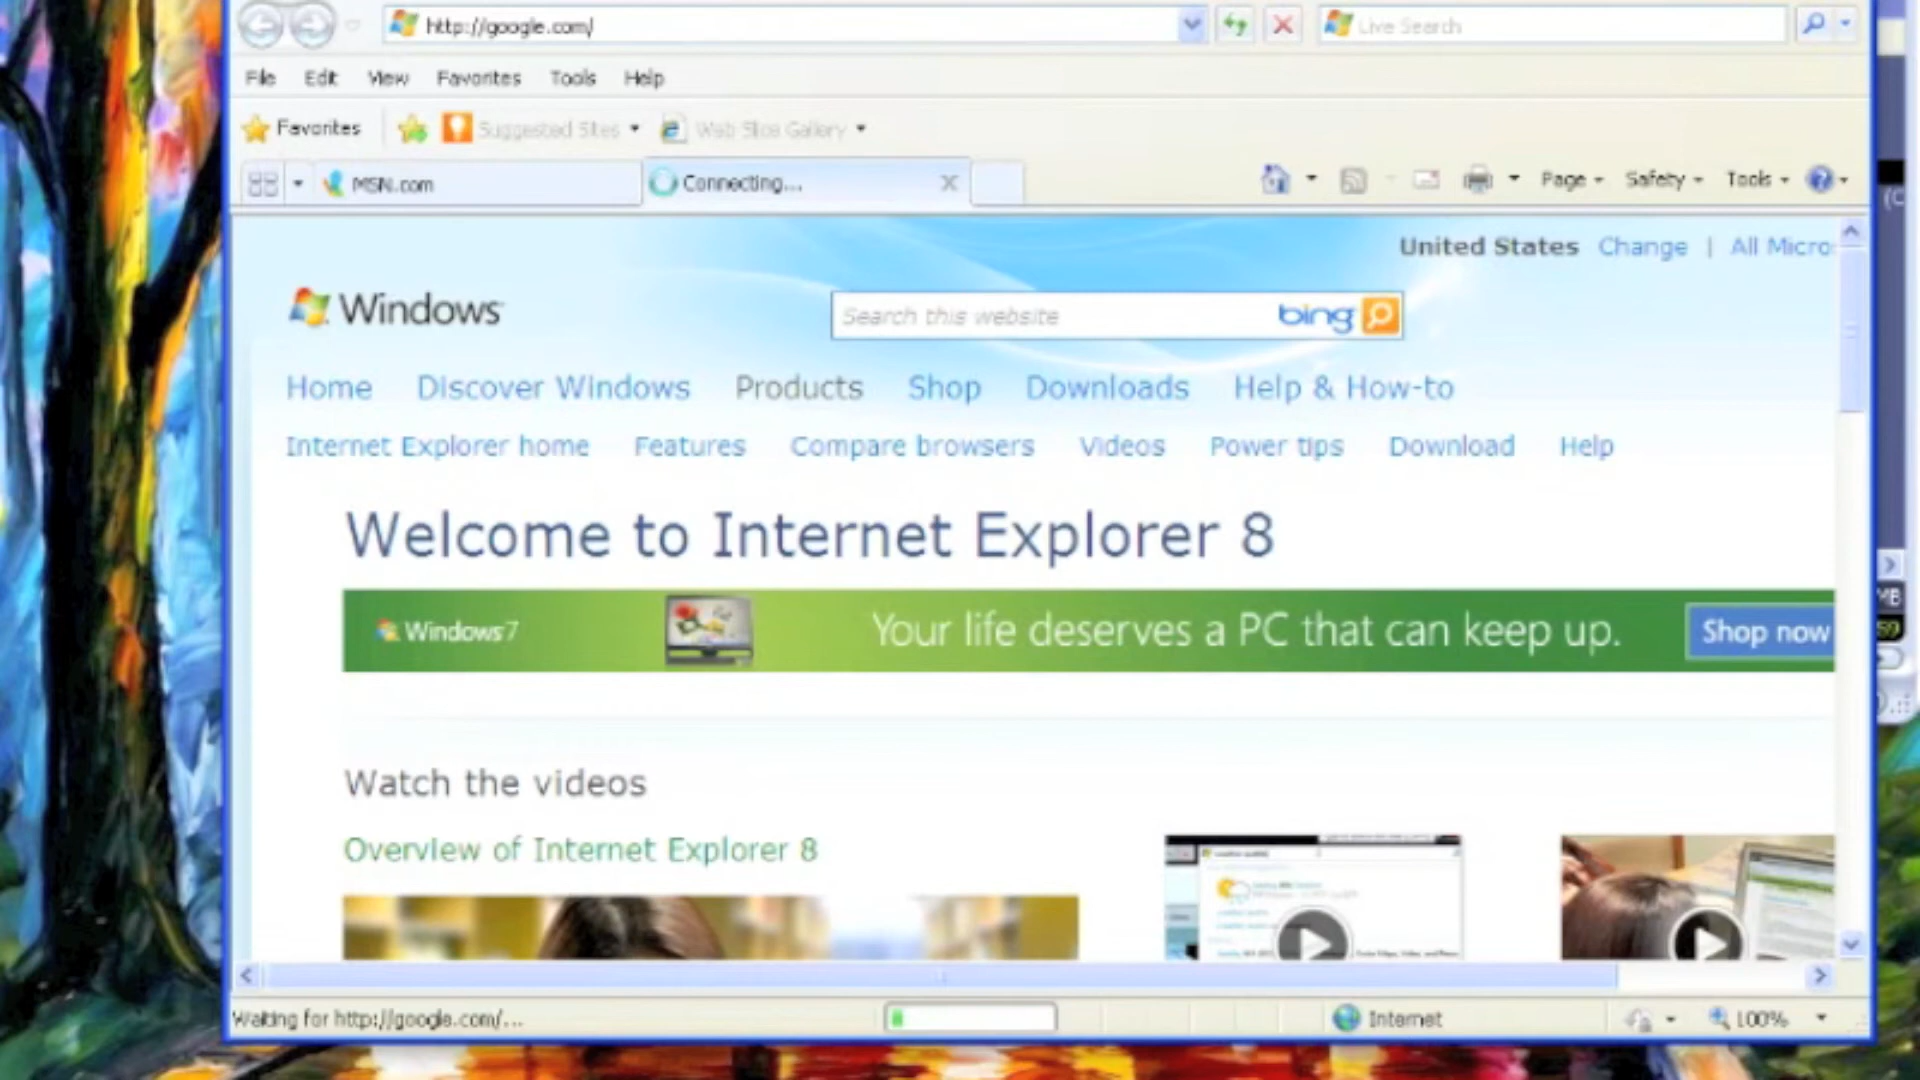 http://google.com/
Live Search
File Edit View Favorites Tools Help
Favorites Suggested Sites Web Slice Gallery
MSN.com Connecting... Page Safety Tools
United States Change | All Micro
Windows Search this website bing
Home Discover Windows Products Shop Downloads Help & How-to
Internet Explorer home Features Compare browsers Videos Power tips Download Help
Welcome to Internet Explorer 8
Windows 7 Your life deserves a PC that can keep up. Shop now
MB
Watch the videos
Overview of Internet Explorer 8
Waiting for http://google.com/... Internet 100%